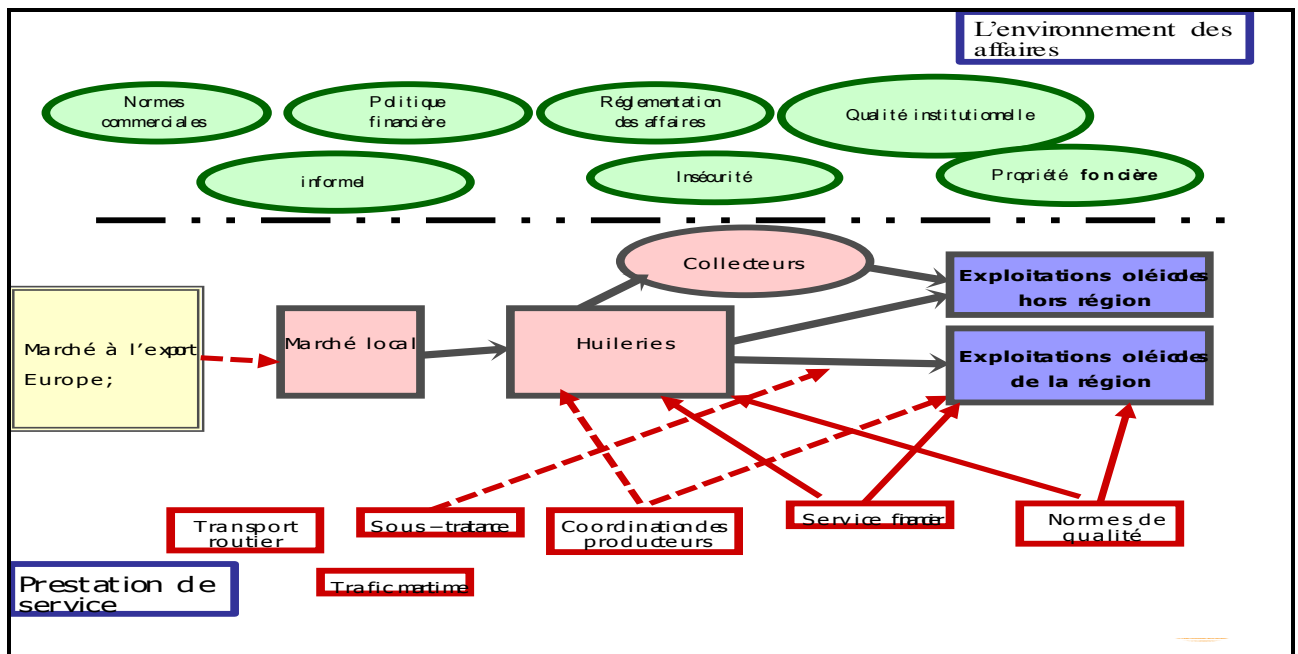 L'environnement des
affaires
Normes
commerciales
Politique
financière
Réglementation
des affaires
Qualité institutionnelle
informel
Insécurité
Propriété foncière
Collecteurs
Exploitations oléicoles
hors région
Marché à l'export
Europe;
Marché local
Huileries
Exploitations oléicoles
de la région
Transport
routier
Sous-tratance
Coordination des
producteurs
Service financier
Normes de
qualité
Trafic maritime
Prestation de
service